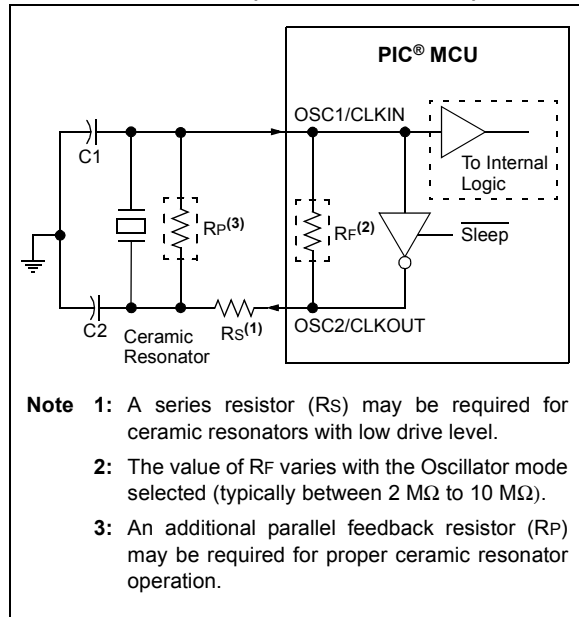 PIC® MCU
OSC1/CLKIN
C1
To Internal
Logic
RP(3)
RF(2)
Sleep
C2
Ceramic
Resonator
RS(1)
OSC2/CLKOUT
Note 1: A series resistor (RS) may be required for
ceramic resonators with low drive level.
2: The value of RF varies with the Oscillator mode
selected (typically between 2 MΩ to 10 MΩ).
3: An additional parallel feedback resistor (RP)
may be required for proper ceramic resonator
operation.